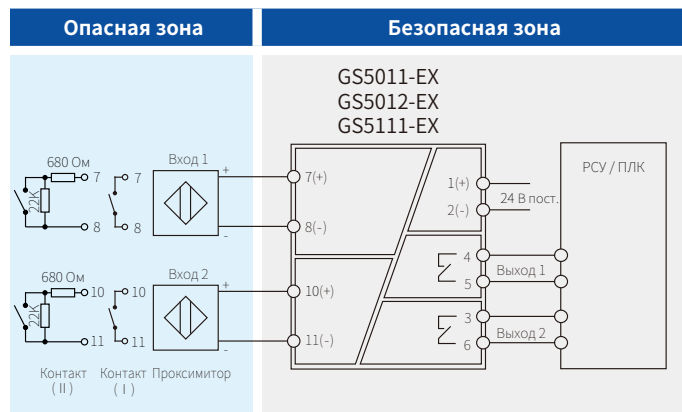 Опасная зона
Безопасная зона
GS5011-EX
GS5012-EX
GS5111-EX
680 Ом
7
7
Вход 1
+
7(+)
1(+)
РСУ / ПЛК
22K
24 В пост.
2(-)
8
8
-
8(-)
4
Выход 1
5
680 Ом
10
10
Вход 2
+
10(+)
22K
3
Выход 2
6
11
11
-
11(-)
Контакт
( II )
Контакт
( I )
Проксимитор